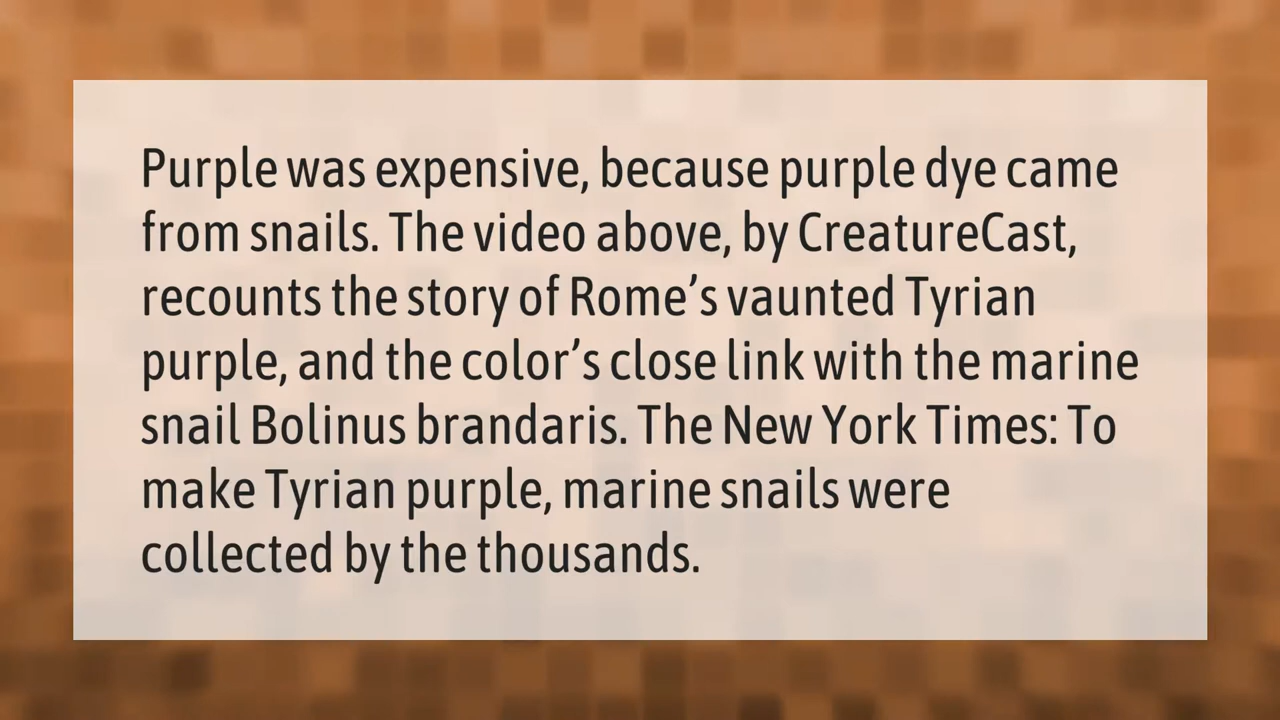 Purple was expensive, because purple dye came
from snails. The video above, by CreatureCast,
recounts the story of Rome’s vaunted Tyrian
purple, and the color’s close link with the marine
snail Bolinus brandaris. The New York Times: To
make Tyrian purple, marine snails were
collected by the thousands.